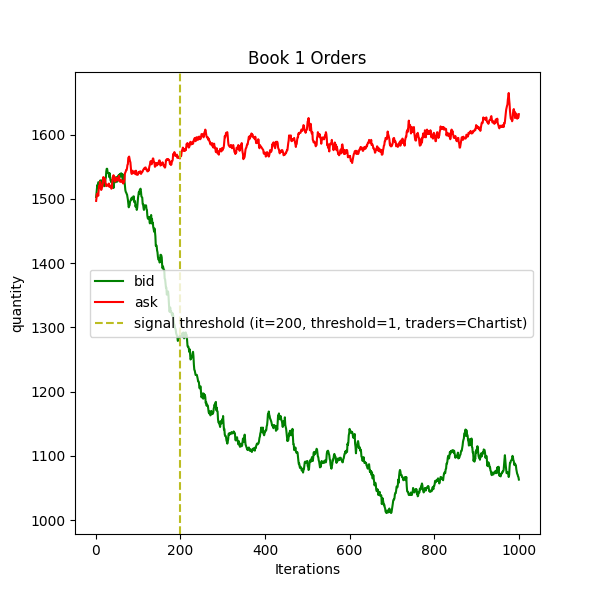 Book 1 Orders
quantity
1600
1500
1400
1300
1200
1100
1000
bid
ask
signal threshold (it=200, threshold=1, traders=Chartist)
0 200 400 600 800 1000
Iterations